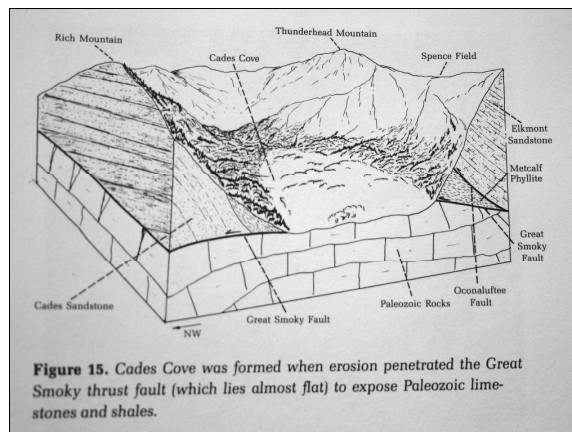 Thunderhead Mountain
Rich Mountain
Cades Cove
Spence Field
Elkmont
Sandstone
Metcalf
Phyllite
Great
Smoky
Fault
Oconaluftee
Fault
Paleozoic Rocks
Great Smoky Fault
Cades Sandstone
NW
Figure 15. Cades Cove was formed when erosion penetrated the Great
Smoky thrust fault (which lies almost flat) to expose Paleozoic lime-
stones and shales.